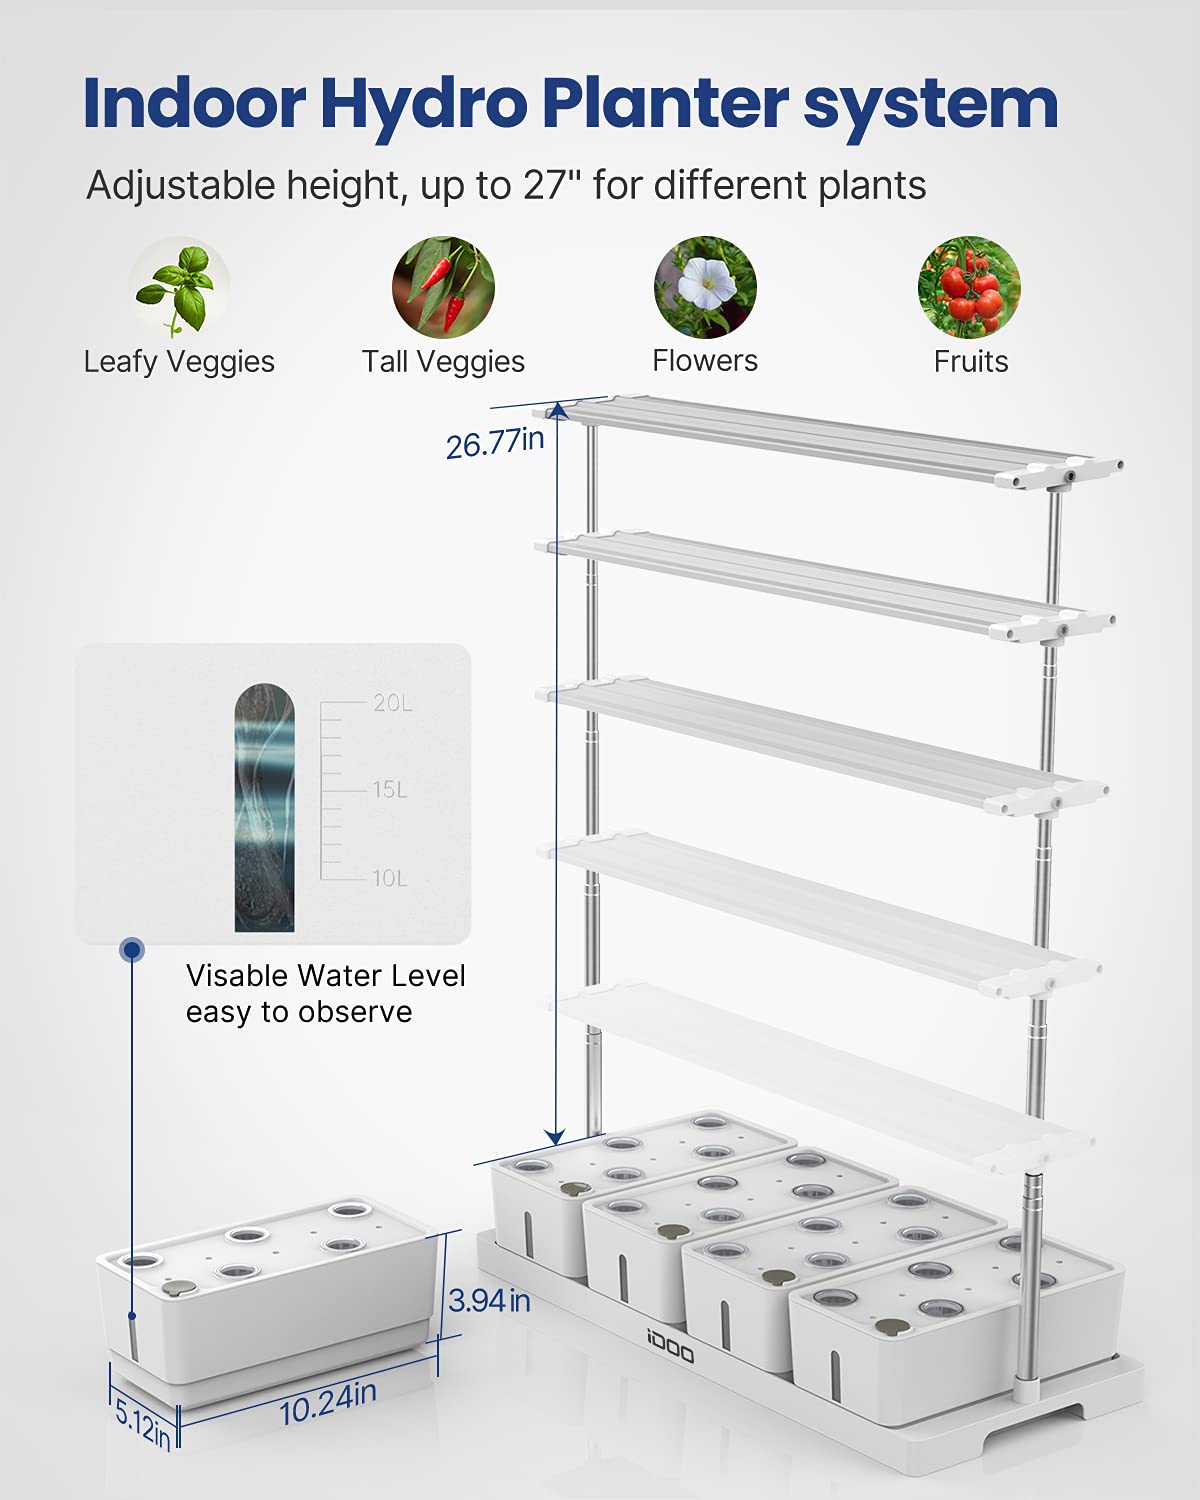 Indoor Hydro Planter system
Adjustable height, up to 27" for different plants
Leafy Veggies
Tall Veggies
Flowers
Fruits
26.77in
20L
15L
10L
Visable Water Level
easy to observe
3.94in
10.24in
5.12in
iDOO